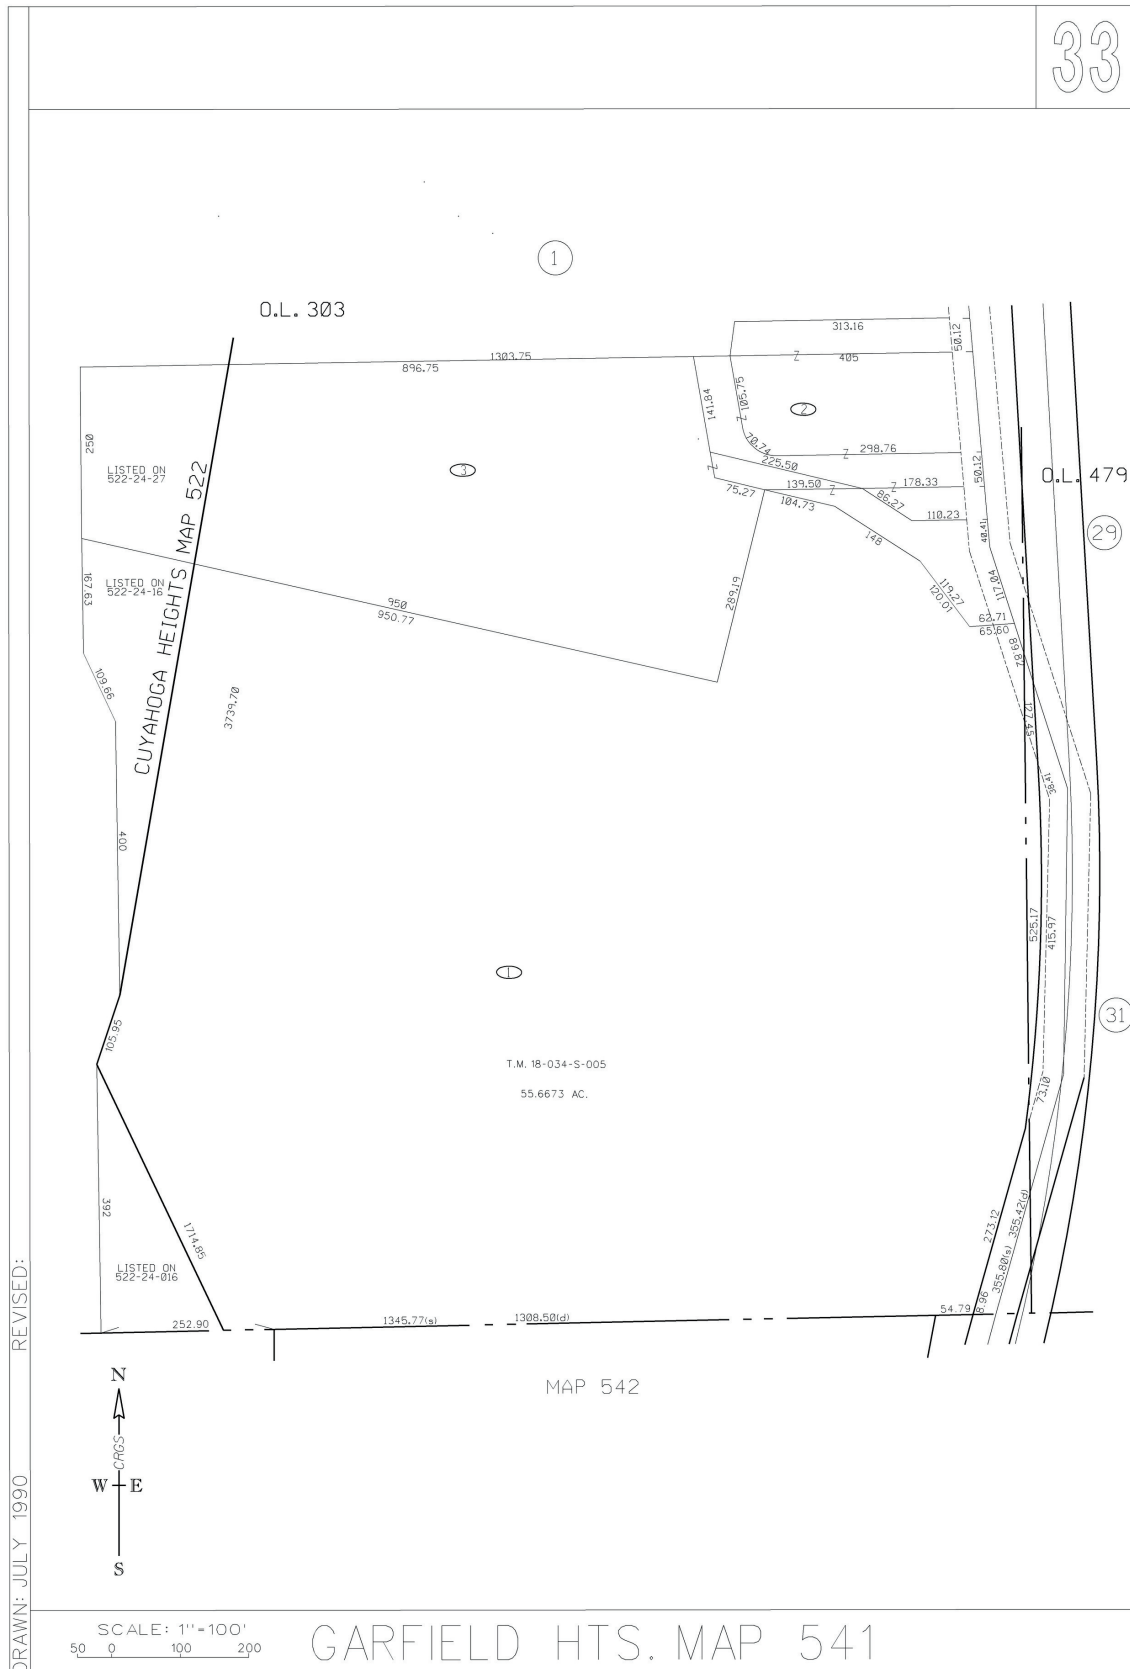 33
1
O.L. 303
313.16
50.12
1303.75
896.75
405
141.84
105.75
2
250
70.74
298.76
3
LISTED ON
522-24-27
225.50
50.12
O.L. 479
75.27
139.50
178.33
104.73
86.27
110.23
29
40.41
148
CUYAHOGA HEIGHTS MAP 522
167.63
LISTED ON
522-24-16
950
950.77
289.19
119.27
120.01
117.04
62.71
65.60
89.87
109.66
3739.70
127.45
38.41
400
525.17
415.97
1
105.95
31
T.M. 18-034-S-005
55.6673 AC.
73.10
392
1714.85
273.12
355.80(s) 355.42(d)
LISTED ON
522-24-016
252.90
1345.77(s)
1308.50(d)
54.79
8.96
MAP 542
N
CRGS
W E
S
DRAWN: JULY 1990
REVISED:
SCALE: 1"=100'
50 0 100 200
GARFIELD HTS. MAP 541